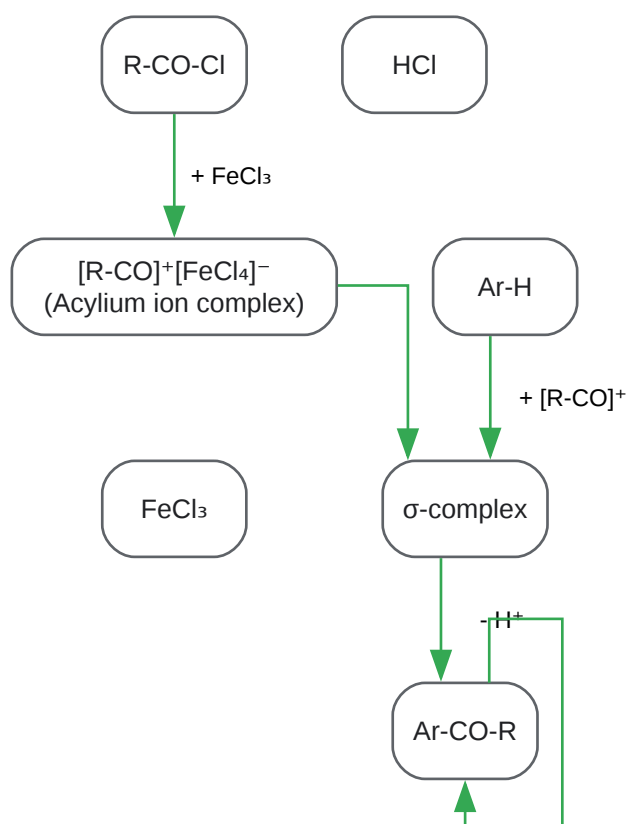 R-CO-Cl
HCl
+ FeCl₃
[R-CO]⁺[FeCl₄]⁻
(Acylium ion complex)
Ar-H
+ [R-CO]⁺
FeCl₃
σ-complex
- H⁺
Ar-CO-R